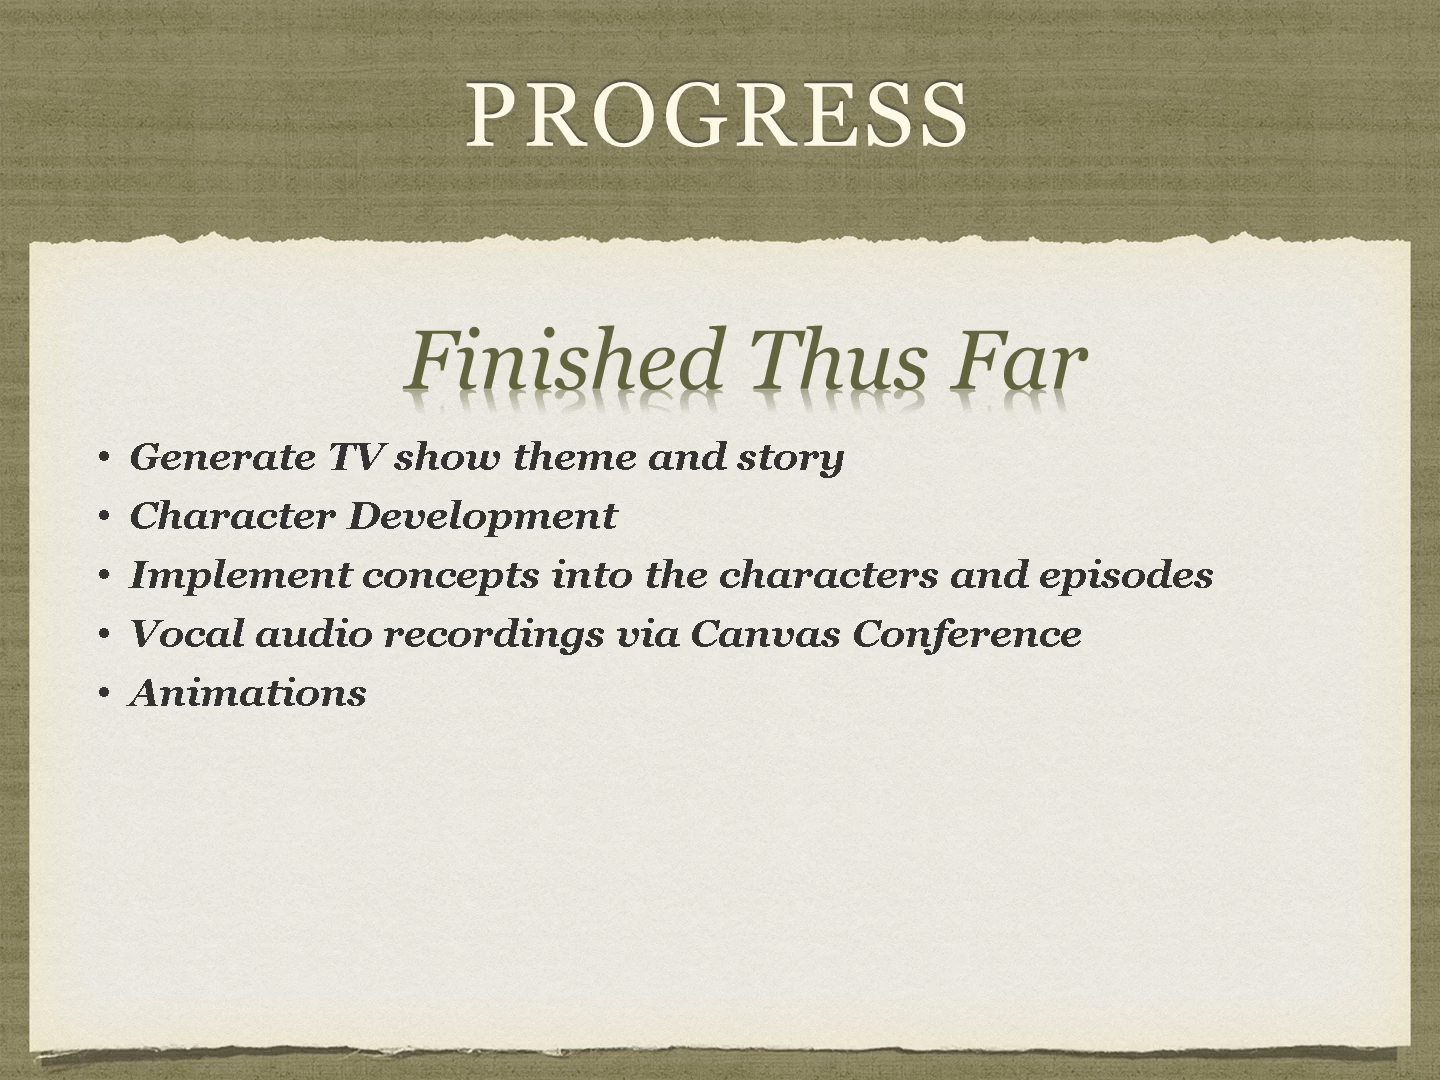 PROGRESS
Finished Thus Far
• Generate TV show theme and story
• Character Development
• Implement concepts into the characters and episodes
• Vocal audio recordings via Canvas Conference
• Animations